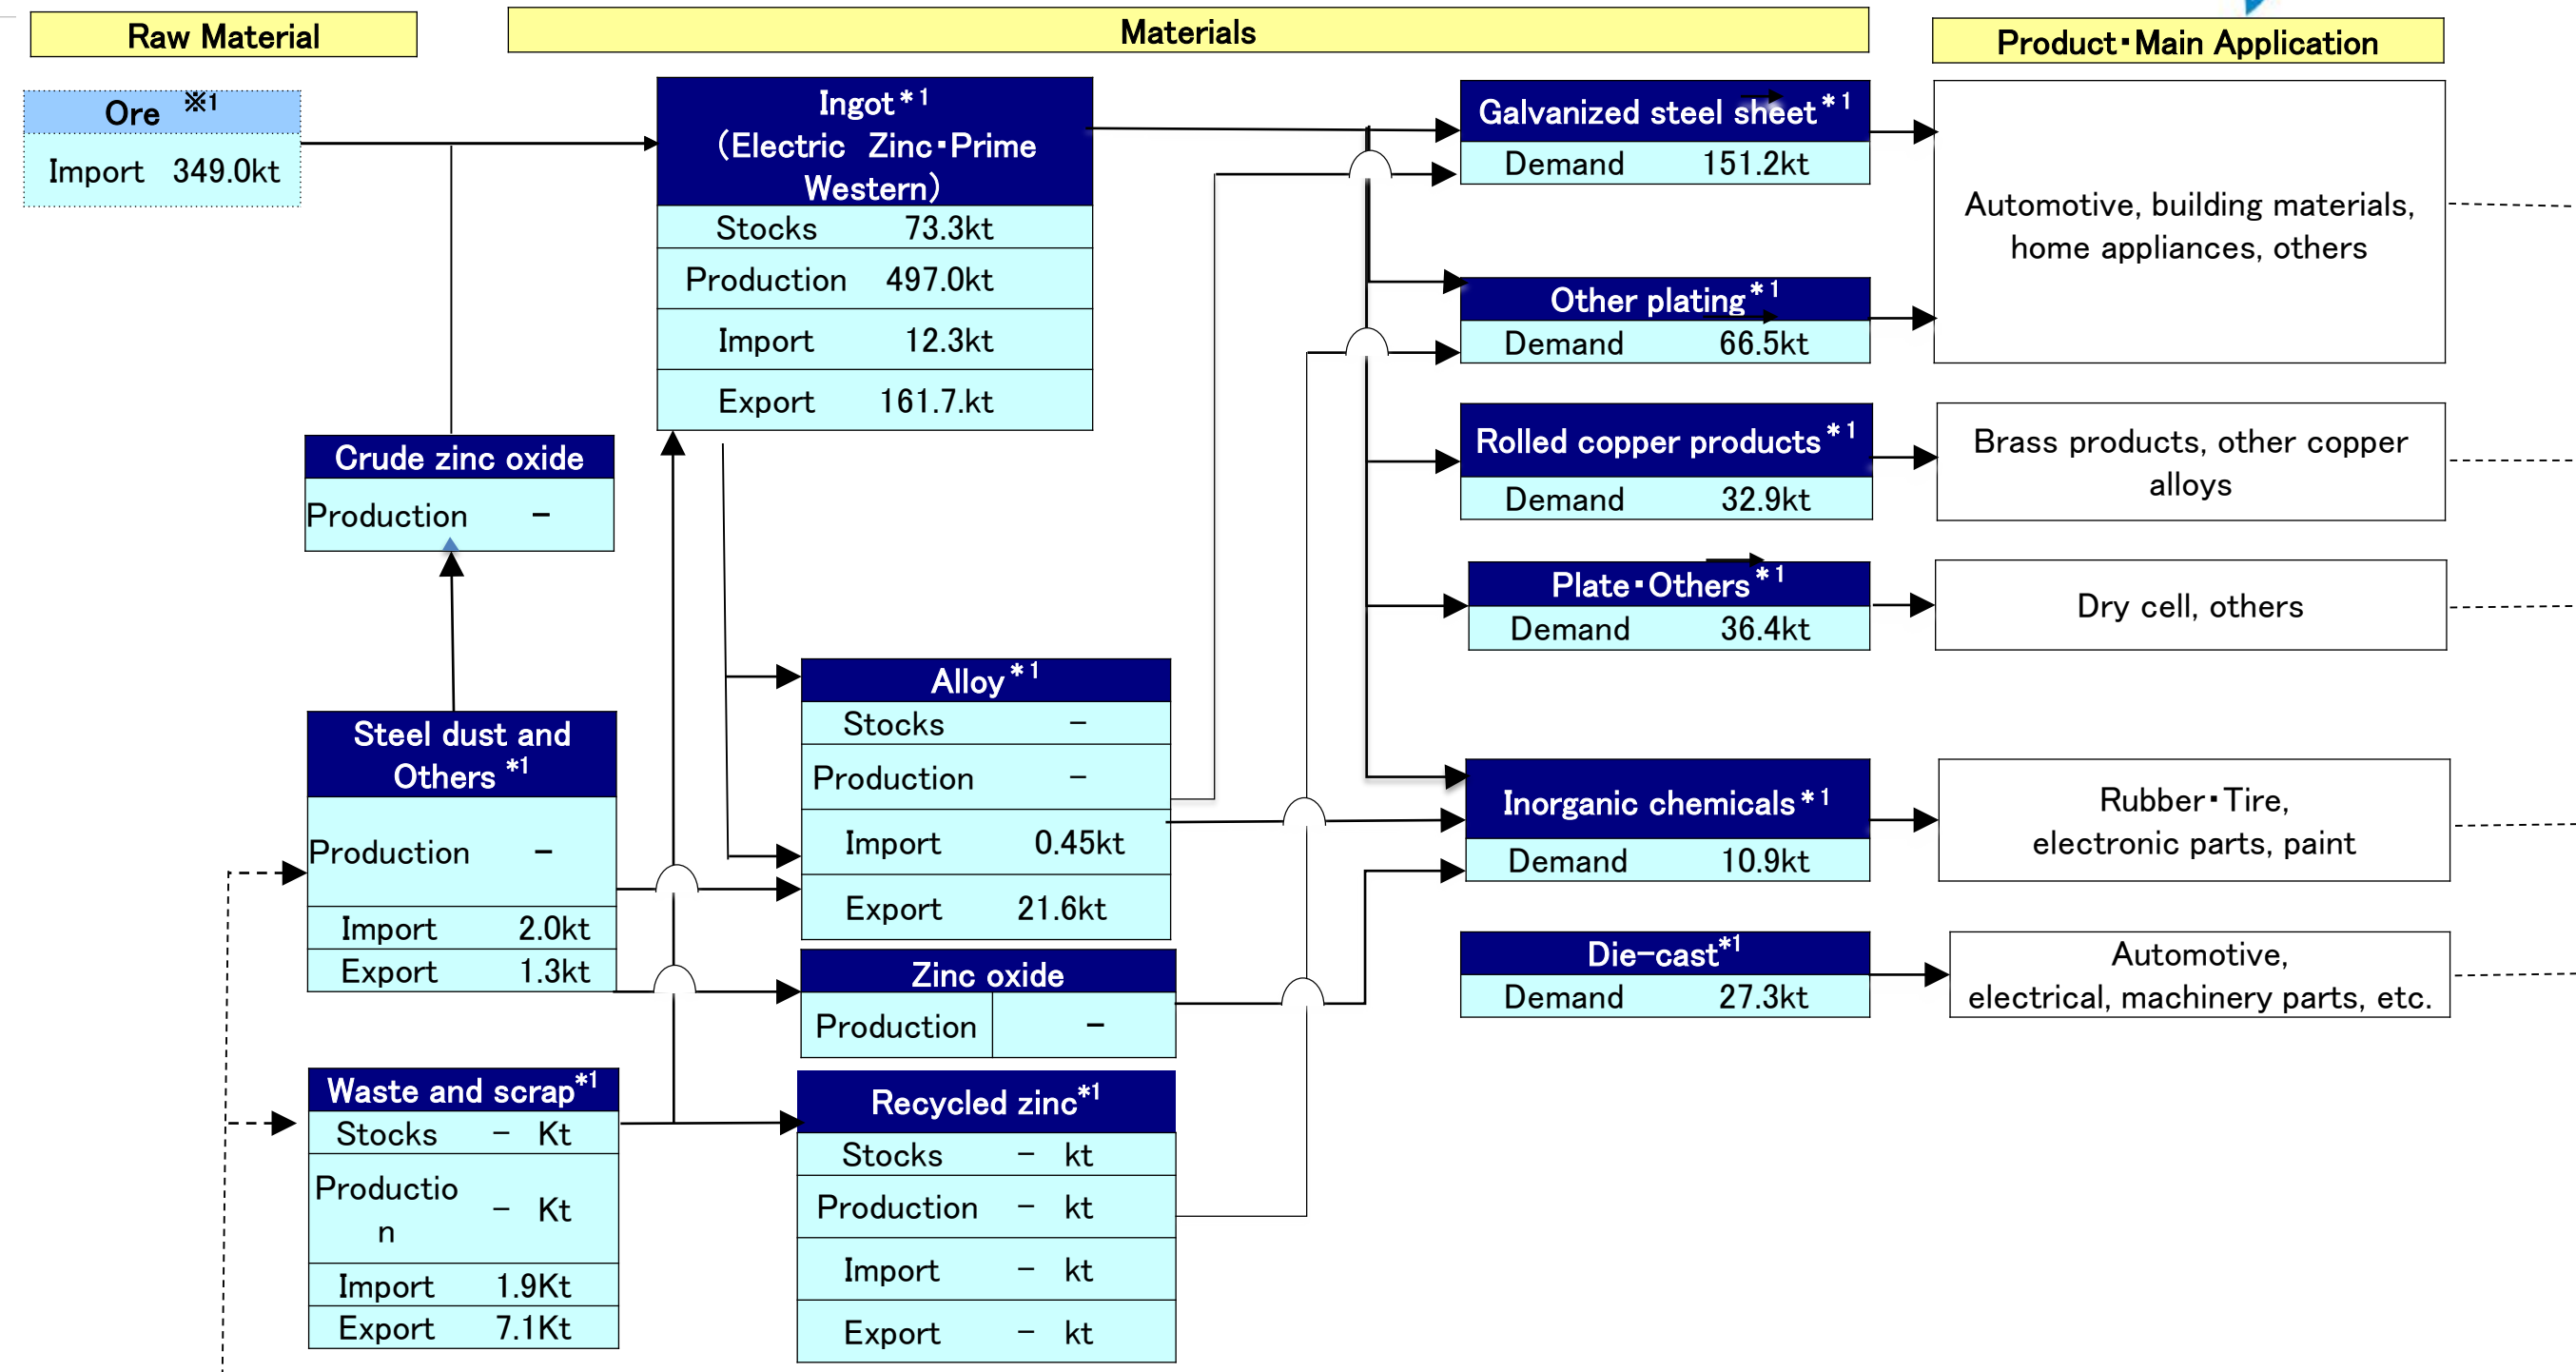 Raw Material
Materials
Product・Main Application
Ore ※1
Import 349.0kt
Ingot*1
(Electric Zinc・Prime
Western)
Stocks 73.3kt
Production 497.0kt
Import 12.3kt
Export 161.7.kt
Crude zinc oxide
Production -
Steel dust and
Others *1
Production -
Import 2.0kt
Export 1.3kt
Waste and scrap*1
Stocks - Kt
Productio
n - Kt
Import 1.9Kt
Export 7.1Kt
Alloy*1
Stocks -
Production -
Import 0.45kt
Export 21.6kt
Zinc oxide
Production -
Recycled zinc*1
Stocks - kt
Production - kt
Import - kt
Export - kt
Galvanized steel sheet*1
Demand 151.2kt
Other plating*1
Demand 66.5kt
Rolled copper products*1
Demand 32.9kt
Plate・Others*1
Demand 36.4kt
Inorganic chemicals*1
Demand 10.9kt
Die-cast*1
Demand 27.3kt
Automotive, building materials,
home appliances, others
Brass products, other copper
alloys
Dry cell, others
Rubber・Tire,
electronic parts, paint
Automotive,
electrical, machinery parts, etc.